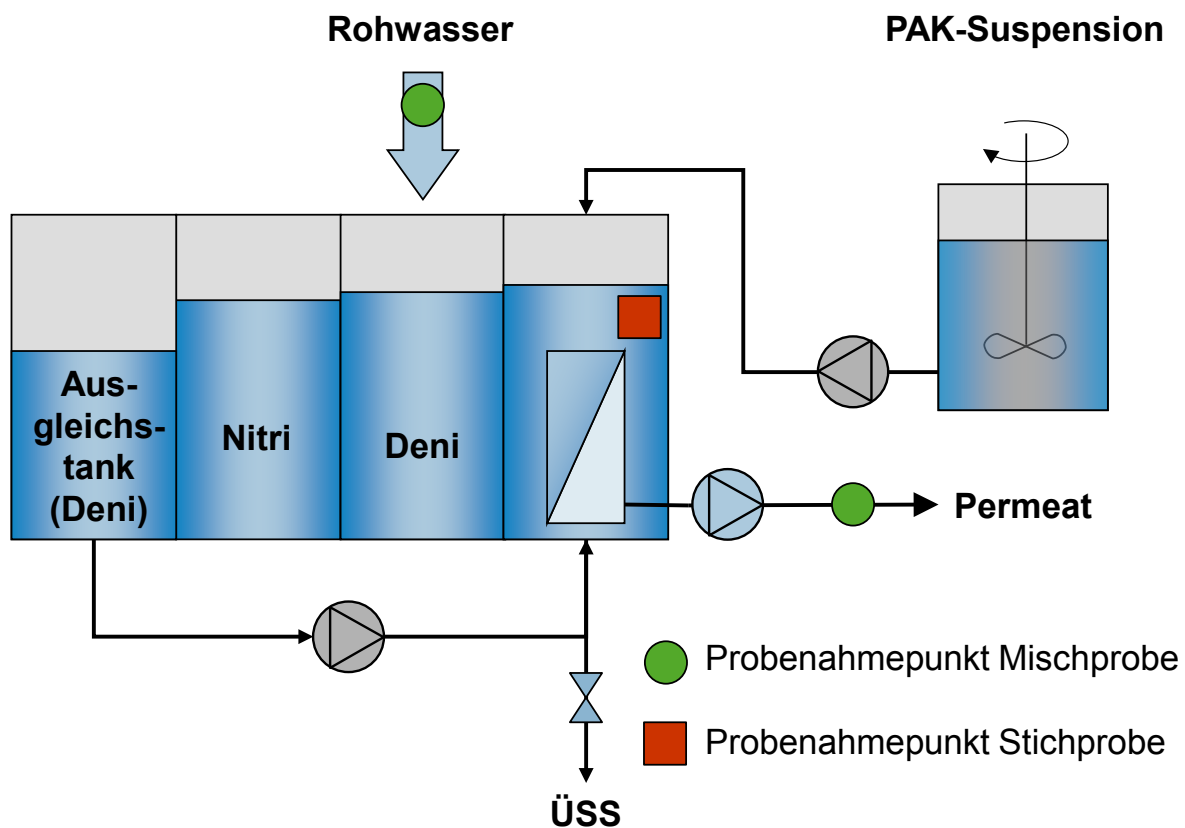 Rohwasser
PAK-Suspension
Aus-
gleichs-
tank
(Deni)
Nitri
Deni
Permeat
Probenahmepunkt Mischprobe
Probenahmepunkt Stichprobe
ÜSS